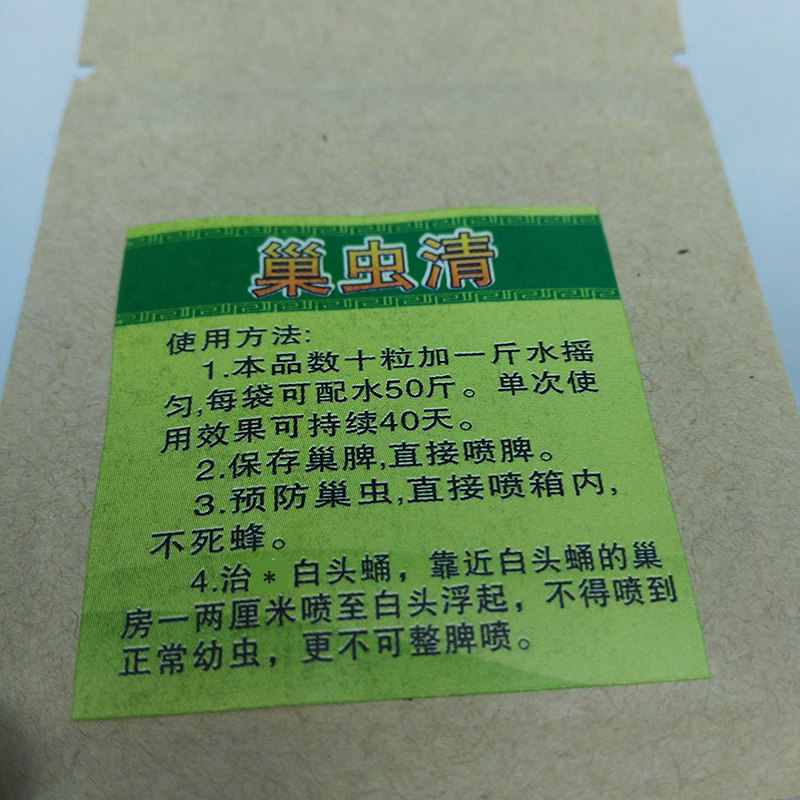 巢虫清
使用方法:
1.本品数十粒加一斤水摇
匀,每袋可配水50斤。单次使
用效果可持续40天。
2.保存巢脾,直接喷脾。
3.预防巢虫,直接喷箱内,
不死蜂。
4.治*白头蛹，靠近白头蛹的巢
房一两厘米喷至白头浮起，不得喷到
正常幼虫，更不可整脾喷。